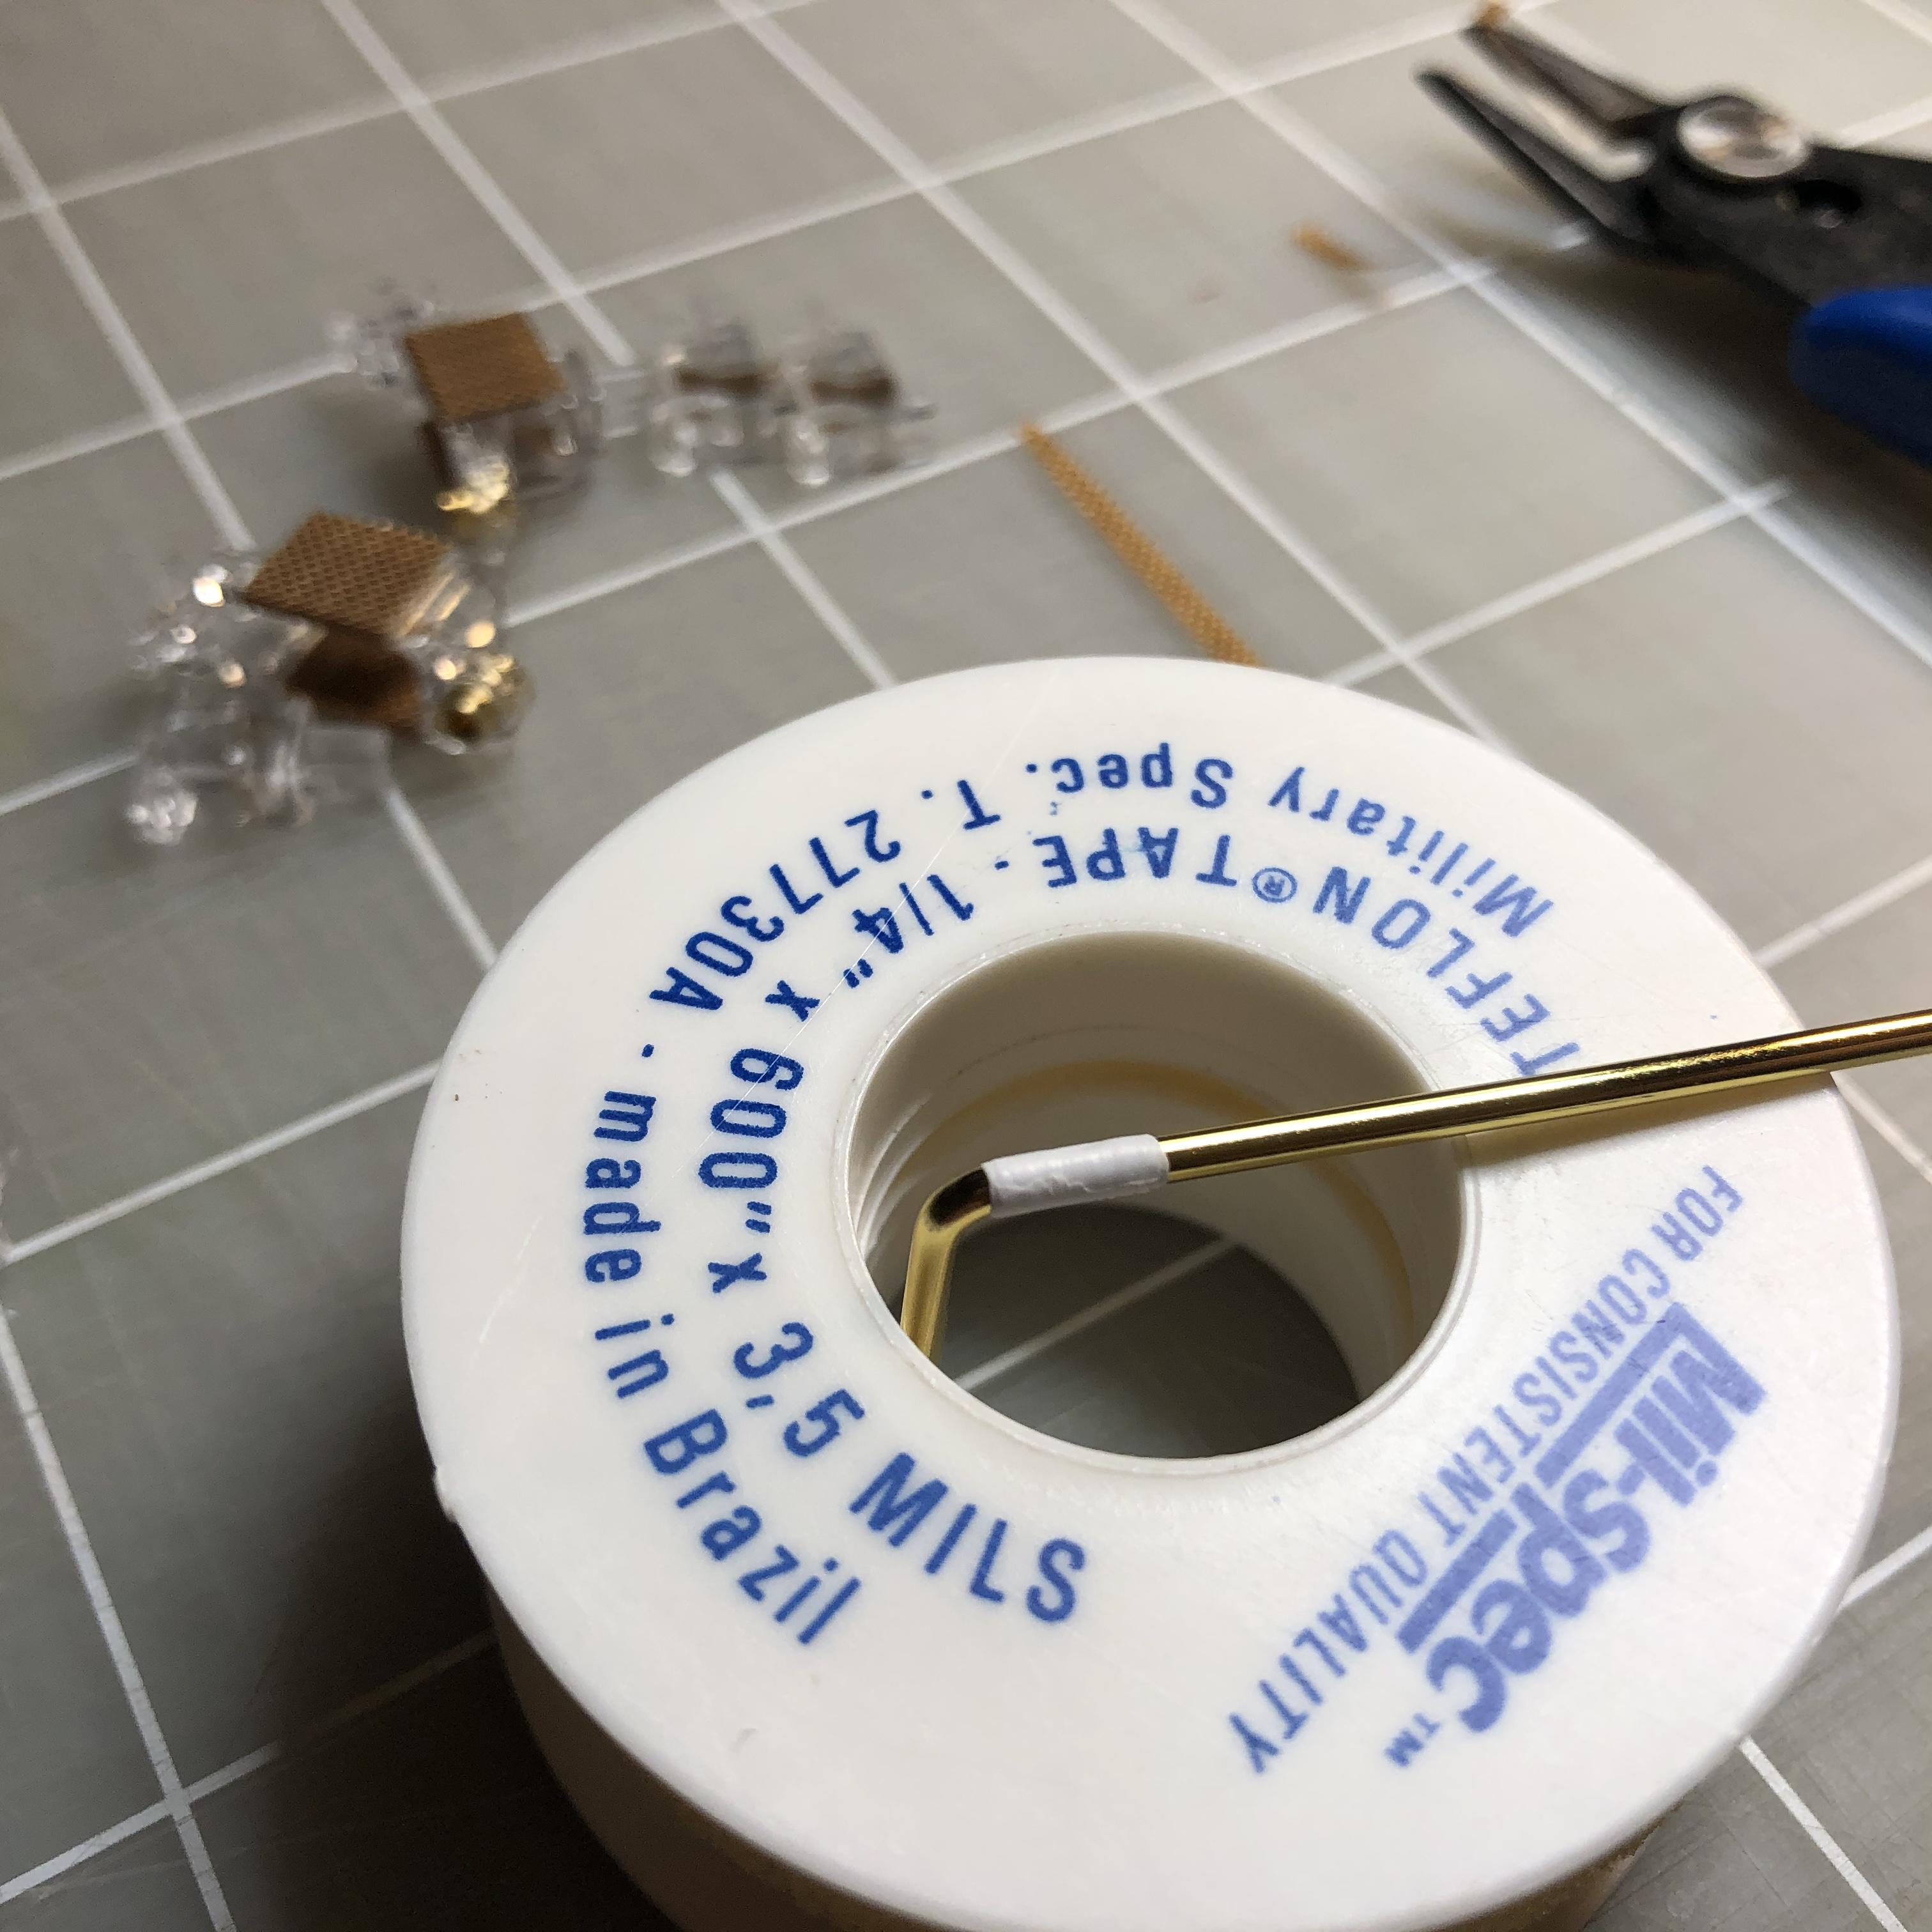 Military Spec. T. 27730A . made in Brazil
TEFLON ® TAPE - 1/4" x 600" x 3,5 MILS
Mil-Spec™
FOR CONSISTENT QUALITY